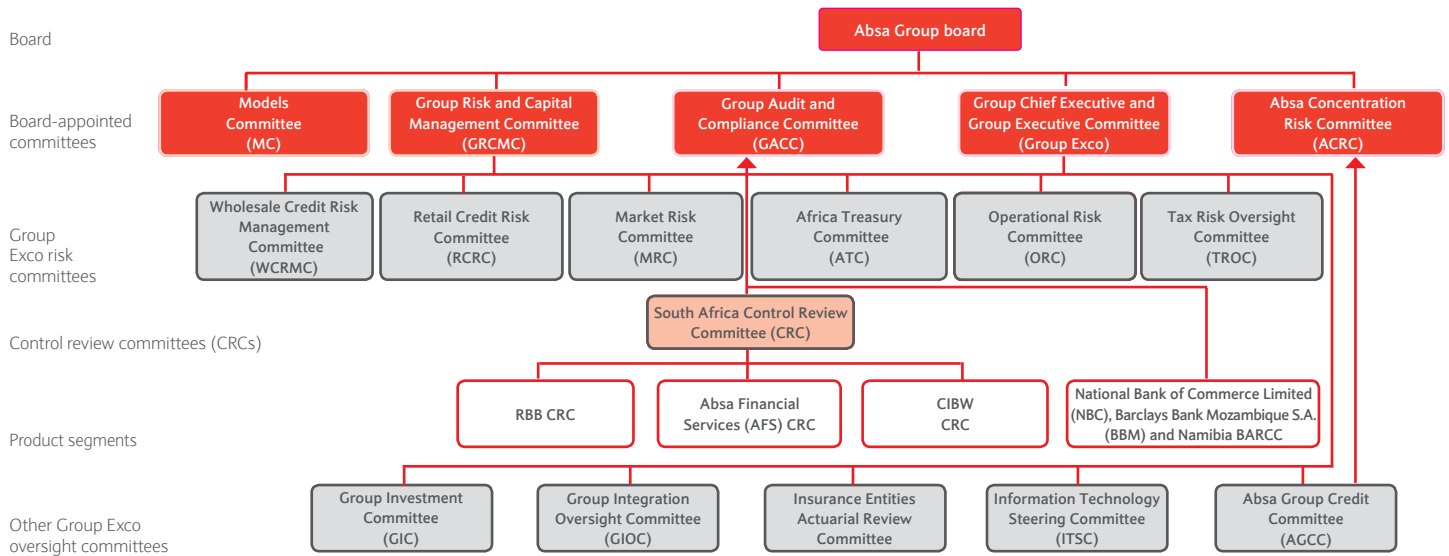 Board
Absa Group board
Board-appointed
committees
Models
Committee
(MC)
Group Risk and Capital
Management Committee
(GRCMC)
Group Audit and
Compliance Committee
(GACC)
Group Chief Executive and
Group Executive Committee
(Group Exco)
Absa Concentration
Risk Committee
(ACRC)
Group
Exco risk
committees
Wholesale Credit Risk
Management
Committee
(WCRMC)
Retail Credit Risk
Committee
(RCRC)
Market Risk
Committee
(MRC)
Africa Treasury
Committee
(ATC)
Operational Risk
Committee
(ORC)
Tax Risk Oversight
Committee
(TROC)
Control review committees (CRCs)
South Africa Control Review
Committee (CRC)
Product segments
RBB CRC
Absa Financial
Services (AFS) CRC
CIBW
CRC
National Bank of Commerce Limited
(NBC), Barclays Bank Mozambique S.A.
(BBM) and Namibia BARCC
Other Group Exco
oversight committees
Group Investment
Committee
(GIC)
Group Integration
Oversight Committee
(GIOC)
Insurance Entities
Actuarial Review
Committee
Information Technology
Steering Committee
(ITSC)
Absa Group Credit
Committee
(AGCC)